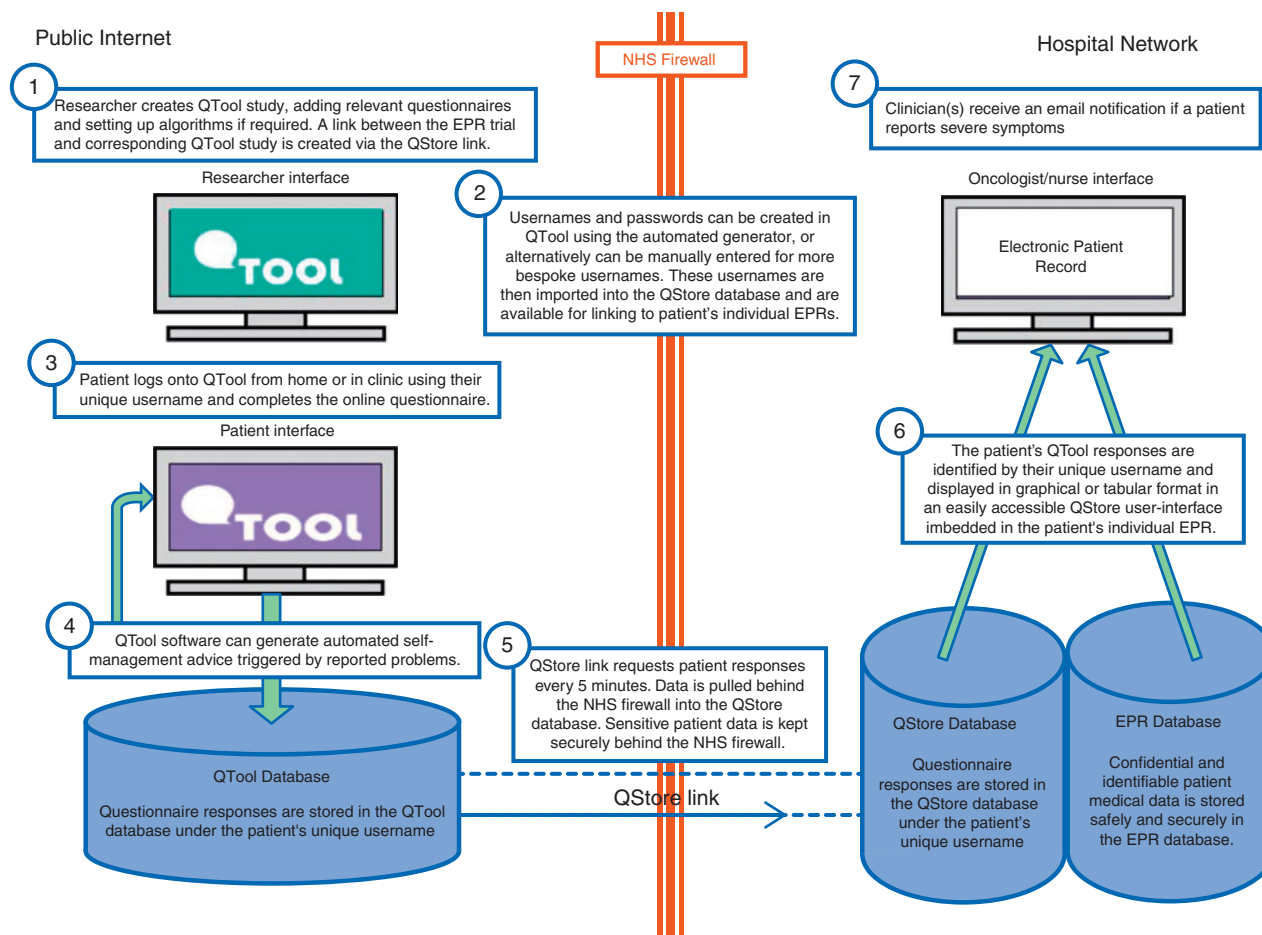 Public Internet
NHS Firewall
Hospital Network
1
Researcher creates QTool study, adding relevant questionnaires
and setting up algorithms if required. A link between the EPR trial
and corresponding QTool study is created via the QStore link.
Researcher interface
TOOL
2
Usernames and passwords can be created in
QTool using the automated generator, or
alternatively can be manually entered for more
bespoke usernames. These usernames are
then imported into the QStore database and are
available for linking to patient's individual EPRs.
7
Clinician(s) receive an email notification if a patient
reports severe symptoms
Oncologist/nurse interface
Electronic Patient
Record
3
Patient logs onto QTool from home or in clinic using their
unique username and completes the online questionnaire.
Patient interface
TOOL
4
QTool software can generate automated self-
management advice triggered by reported problems.
5
QStore link requests patient responses
every 5 minutes. Data is pulled behind
the NHS firewall into the QStore
database. Sensitive patient data is kept
securely behind the NHS firewall.
6
The patient's QTool responses are
identified by their unique username and
displayed in graphical or tabular format in
an easily accessible QStore user-interface
imbedded in the patient's individual EPR.
QTool Database
Questionnaire responses are stored in the QTool
database under the patient's unique username
QStore link
QStore Database
Questionnaire
responses are stored in
the QStore database
under the patient's
unique username
EPR Database
Confidential and
identifiable patient
medical data is stored
safely and securely in
the EPR database.